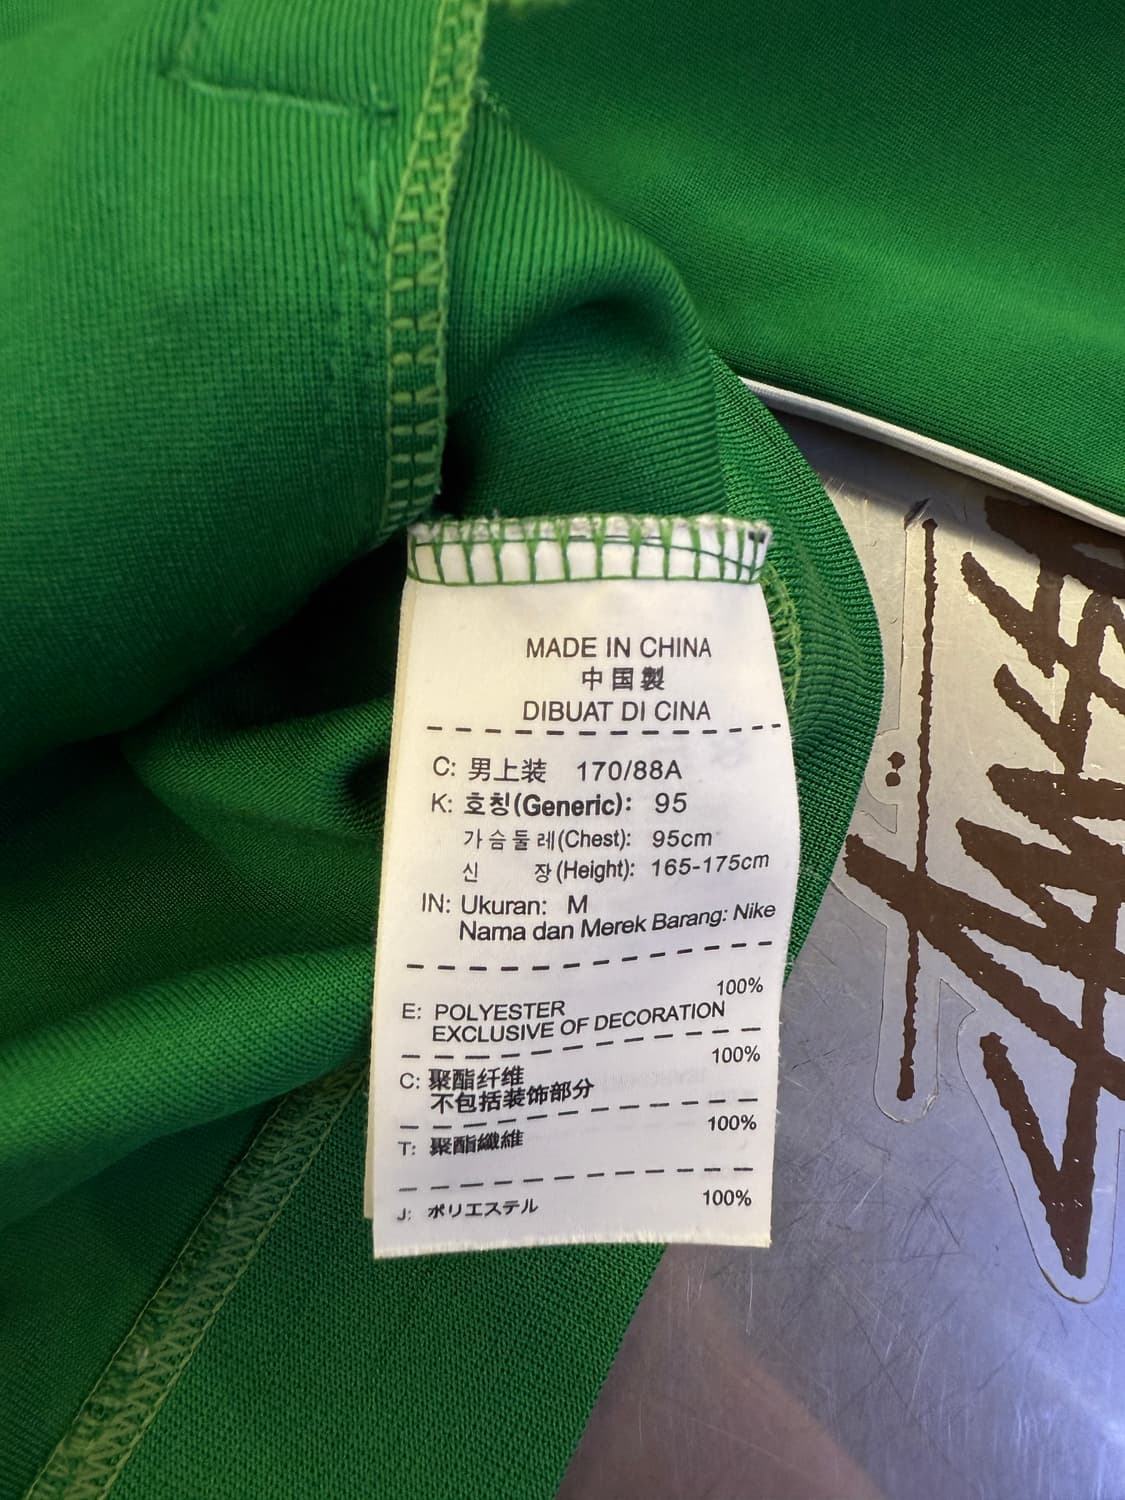 MADE IN CHINA
中国製
DIBUAT DI CINA
C: 男上装 170/88A
K: 호칭(Generic): 95
가슴둘레(Chest): 95cm
신 장(Height): 165-175cm
IN: Ukuran: M
Nama dan Merek Barang: Nike
100%
E: POLYESTER
EXCLUSIVE OF DECORATION
100%
C: 聚酯纤维
不包括装饰部分
100%
T: 聚酯纖維
100%
J: ポリエステル